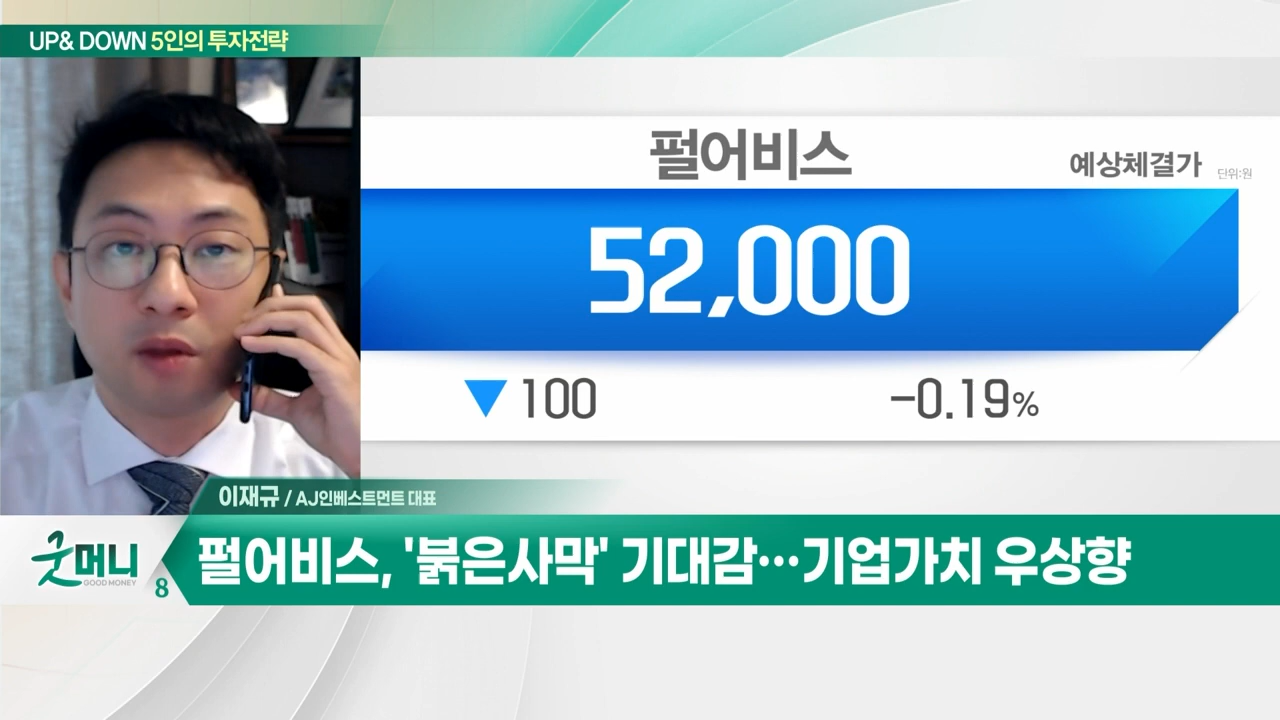 UP& DOWN 5인의 투자전략
펄어비스
예상체결가 단위:원
52,000
▼ 100 -0.19%
이재규 / AJ인베스트먼트 대표
굿머니
GOOD MONEY
8
펄어비스, '붉은사막' 기대감…기업가치 우상향